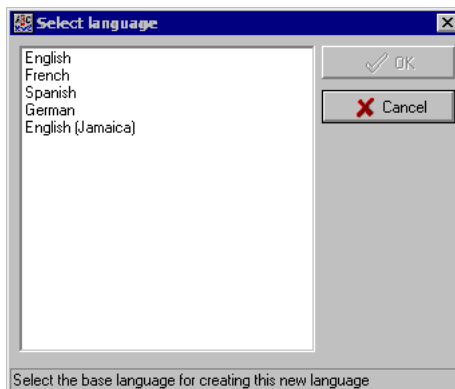 Select language
English
French
Spanish
German
English (Jamaica)
OK
Cancel
Select the base language for creating this new language